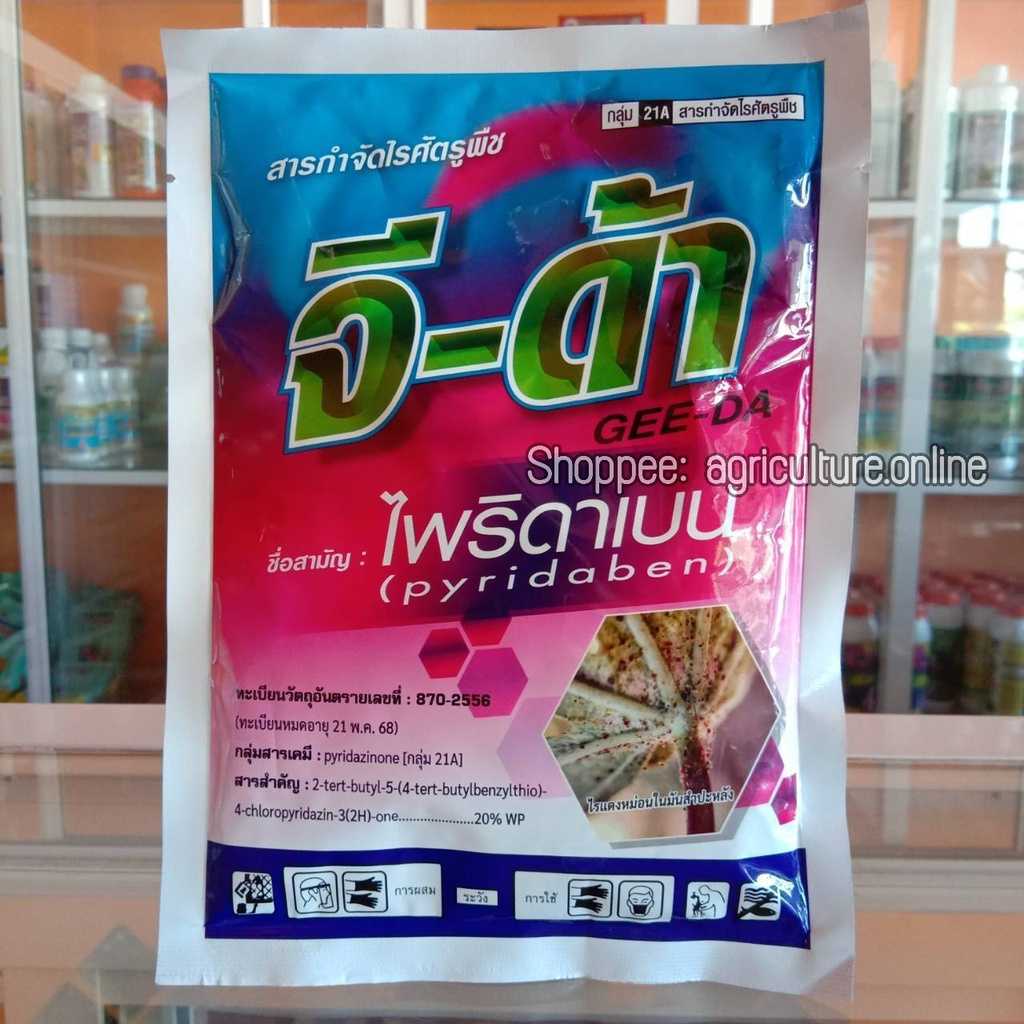 กลุ่ม 21A สารกำจัดไรศัตรูพืช
สารกำจัดไรศัตรูพืช
จี-ด้า
GEE-DA
Shoppee: agriculture.online
ชื่อสามัญ : ไพริดาเบน
(pyridaben)
ทะเบียนวัตถุอันตรายเลขที่ : 870-2556
(ทะเบียนหมดอายุ 21 พ.ค. 68)
กลุ่มสารเคมี : pyridazinone [กลุ่ม 21A]
สารสำคัญ : 2-tert-butyl-5-(4-tert-butylbenzylthio)-
4-chloropyridazin-3(2H)-one......................20% WP
ไรแดงหม่อนในมันสำปะหลัง
การผสม ระวัง การใช้